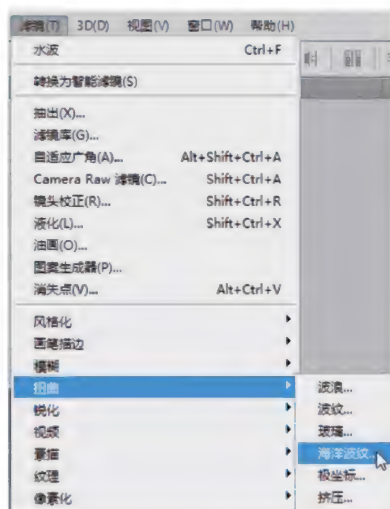 滤镜(T) 3D(D) 视图(V) 窗口(W) 帮助(H)
水波 Ctrl+F
转换为智能滤镜(S)
抽出(X)...
滤镜库(G)...
自适应广角(A)... Alt+Shift+Ctrl+A
Camera Raw 滤镜(C)... Shift+Ctrl+A
镜头校正(R)... Shift+Ctrl+R
液化(L)... Shift+Ctrl+X
油画(O)...
图案生成器(P)...
消失点(V)... Alt+Ctrl+V
风格化
画笔描边
模糊
扭曲
锐化
视频
素描
纹理
像素化
波浪...
波纹...
玻璃...
海洋波纹...
极坐标...
挤压...